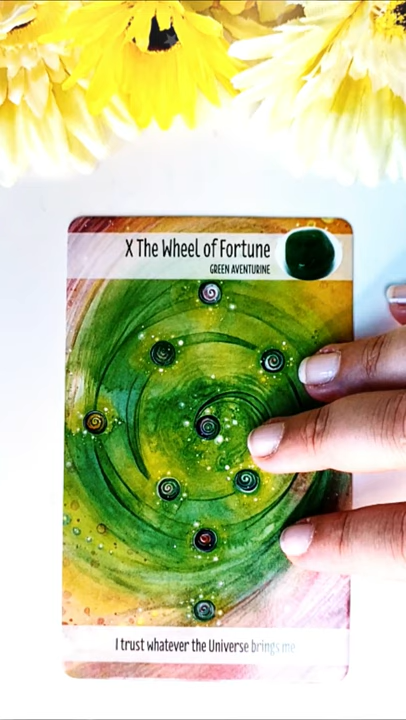 X The Wheel of Fortune
GREEN AVENTURINE
I trust whatever the Universe brings me